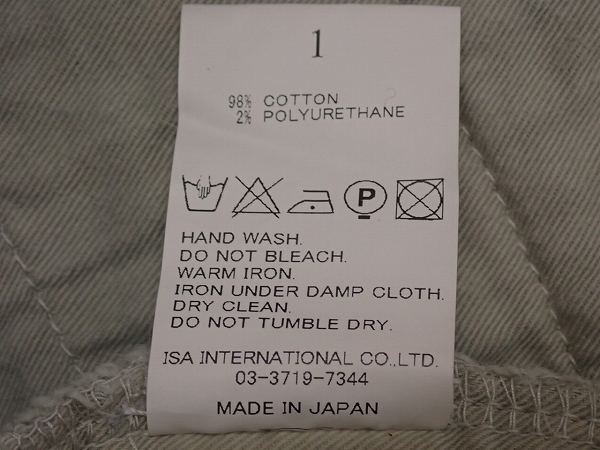 1
98% COTTON
2% POLYURETHANE
P
HAND WASH.
DO NOT BLEACH.
WARM IRON.
IRON UNDER DAMP CLOTH.
DRY CLEAN.
DO NOT TUMBLE DRY.
ISA INTERNATIONAL CO.,LTD.
03-3719-7344
MADE IN JAPAN